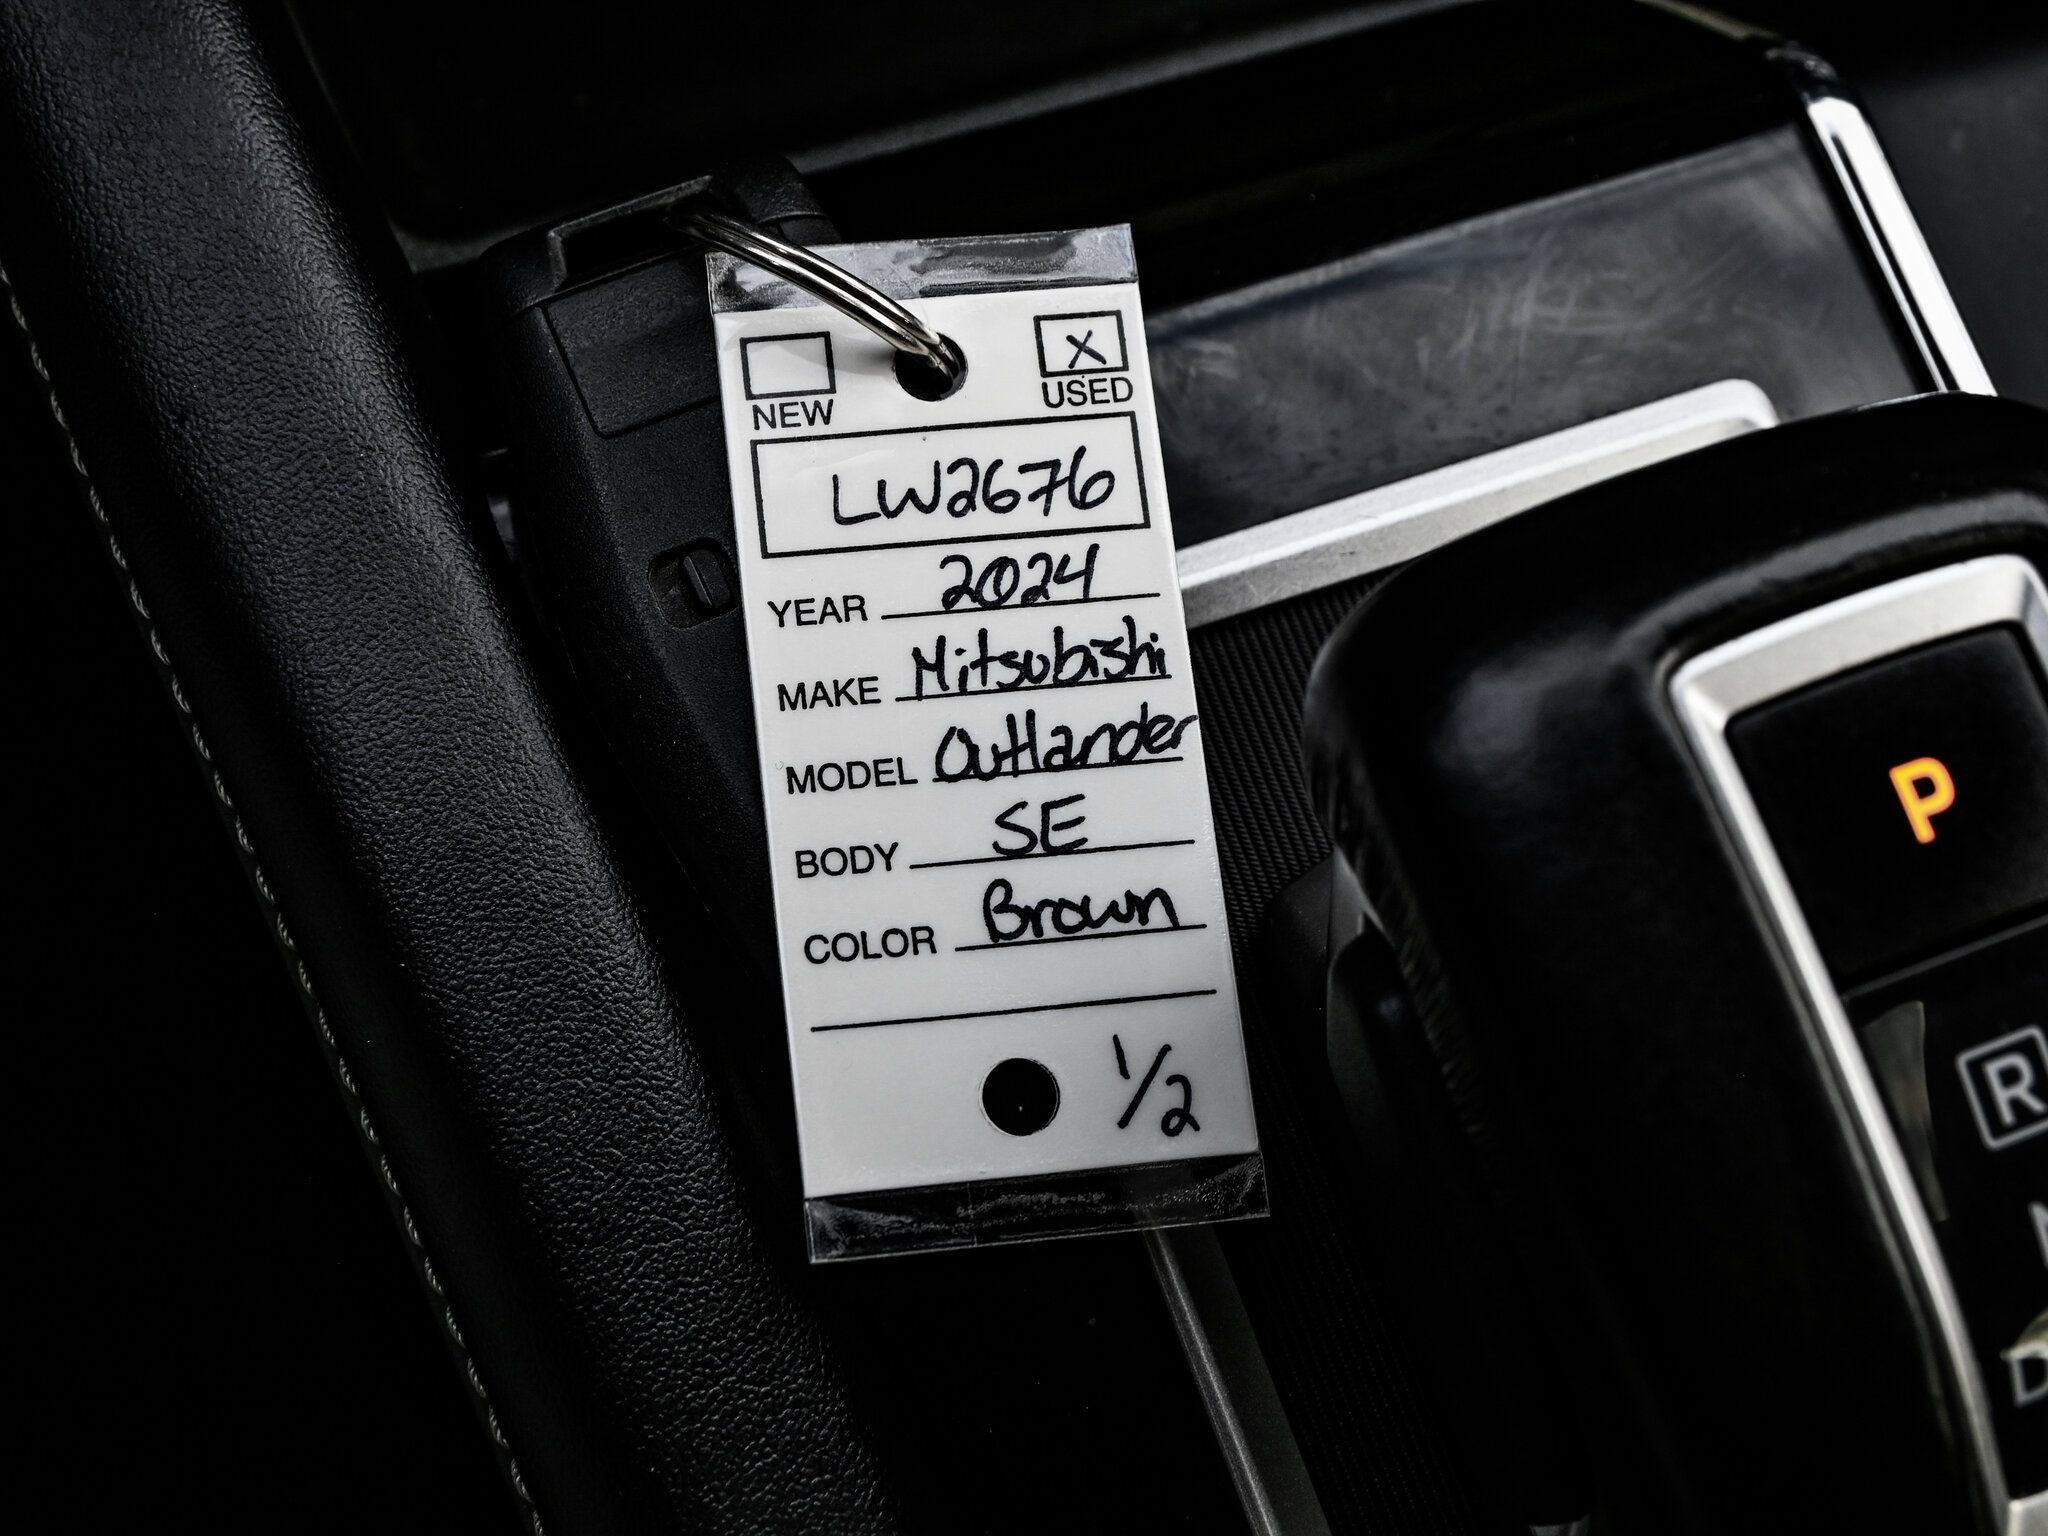 X
NEW USED
LW2676
YEAR 2024
MAKE Mitsubishi
MODEL Outlander
BODY SE
COLOR Brown
1/2
P
R
D